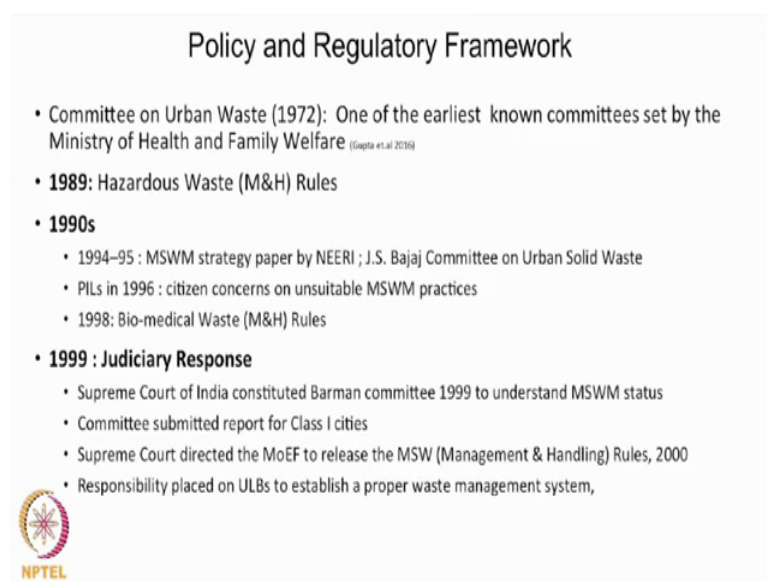 Policy and Regulatory Framework
• Committee on Urban Waste (1972): One of the earliest known committees set by the
Ministry of Health and Family Welfare (Gupta et.al 2016)
• 1989: Hazardous Waste (M&H) Rules
• 1990s
• 1994–95 : MSWM strategy paper by NEERI ; J.S. Bajaj Committee on Urban Solid Waste
• PILs in 1996 : citizen concerns on unsuitable MSWM practices
• 1998: Bio-medical Waste (M&H) Rules
• 1999 : Judiciary Response
• Supreme Court of India constituted Barman committee 1999 to understand MSWM status
• Committee submitted report for Class I cities
• Supreme Court directed the MoEF to release the MSW (Management & Handling) Rules, 2000
• Responsibility placed on ULBs to establish a proper waste management system,
NPTEL